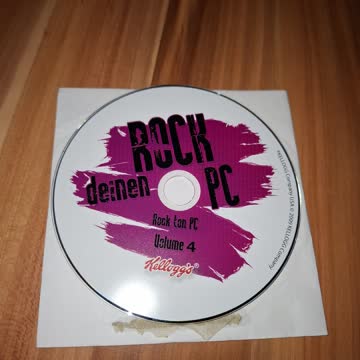 ROCK
deinen PC
Rock ton PC
Volume 4
Kellogg's®